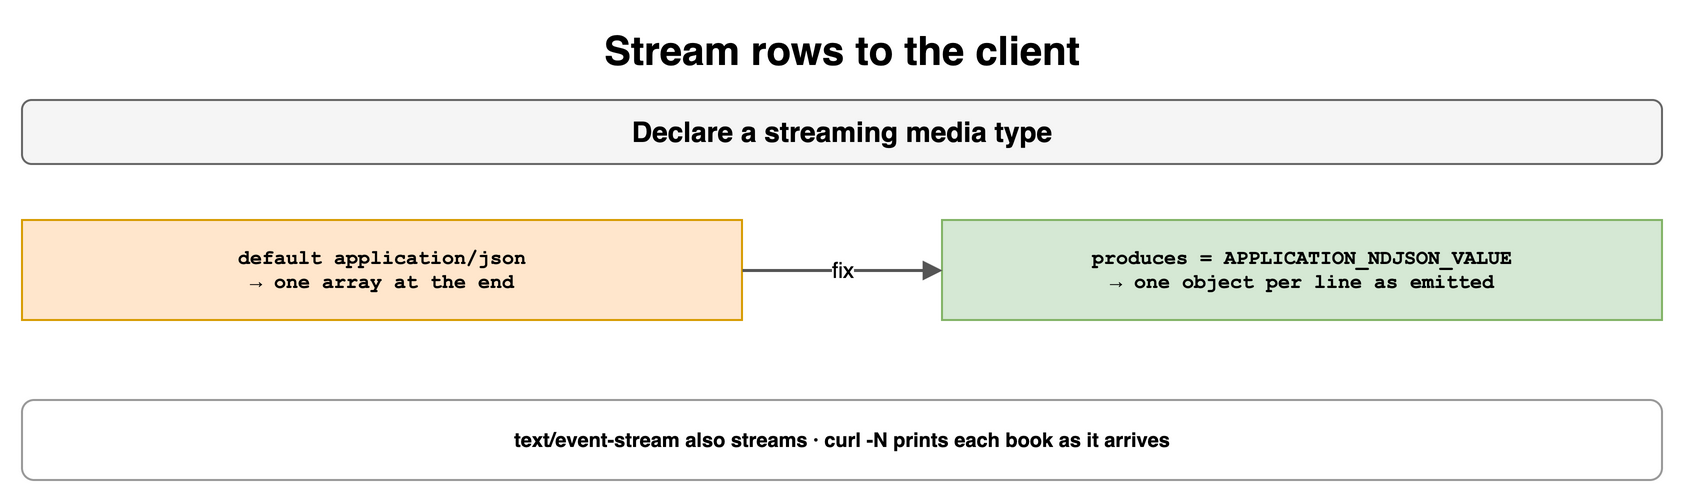 Stream rows to the client
Declare a streaming media type
default application/json
→ one array at the end
fix
produces = APPLICATION_NDJSON_VALUE
→ one object per line as emitted
text/event-stream also streams · curl -N prints each book as it arrives